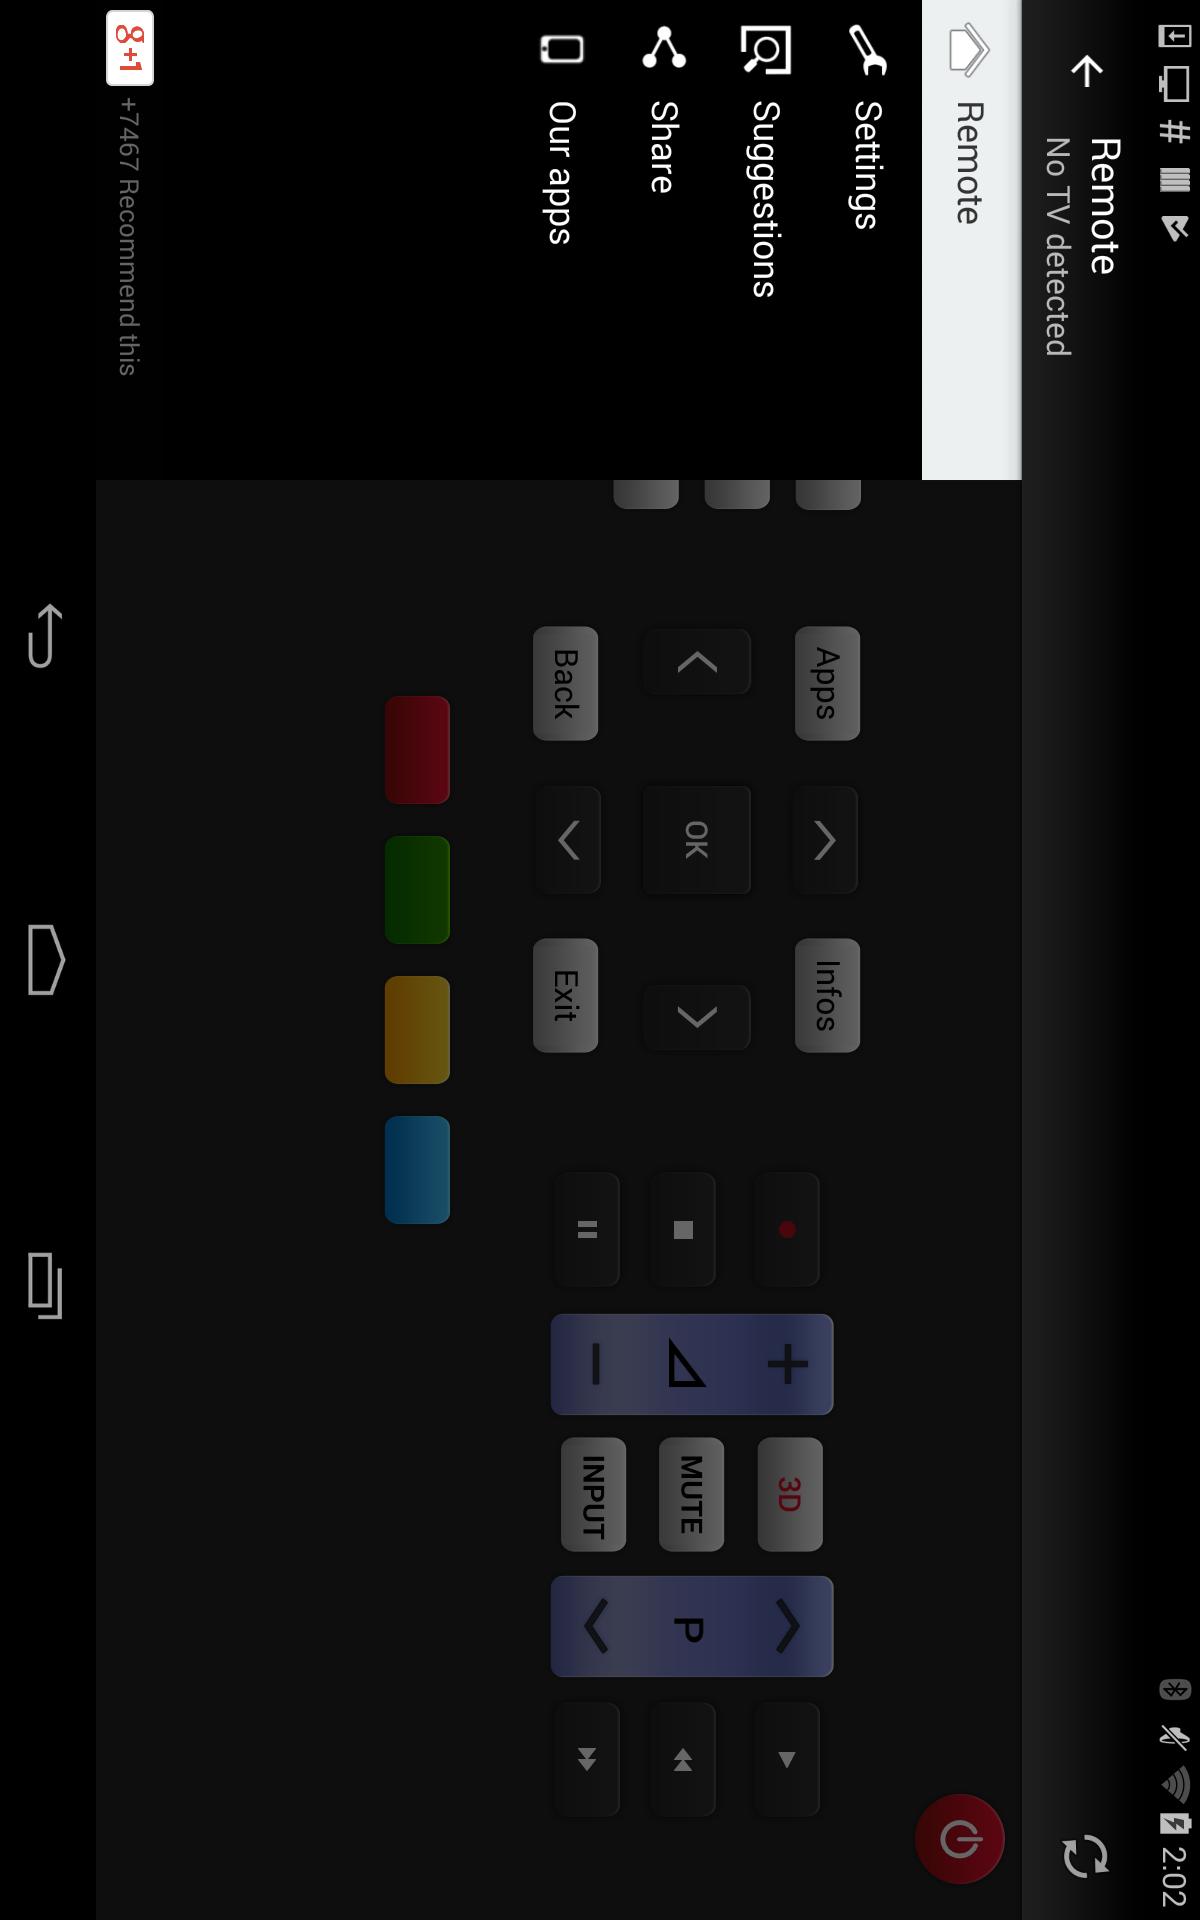 2:02
Remote
No TV detected
Remote
Settings
Suggestions
Share
Our apps
g+1
+7467 Recommend this
Apps
Infos
OK
Back
Exit
3D
MUTE
INPUT
P